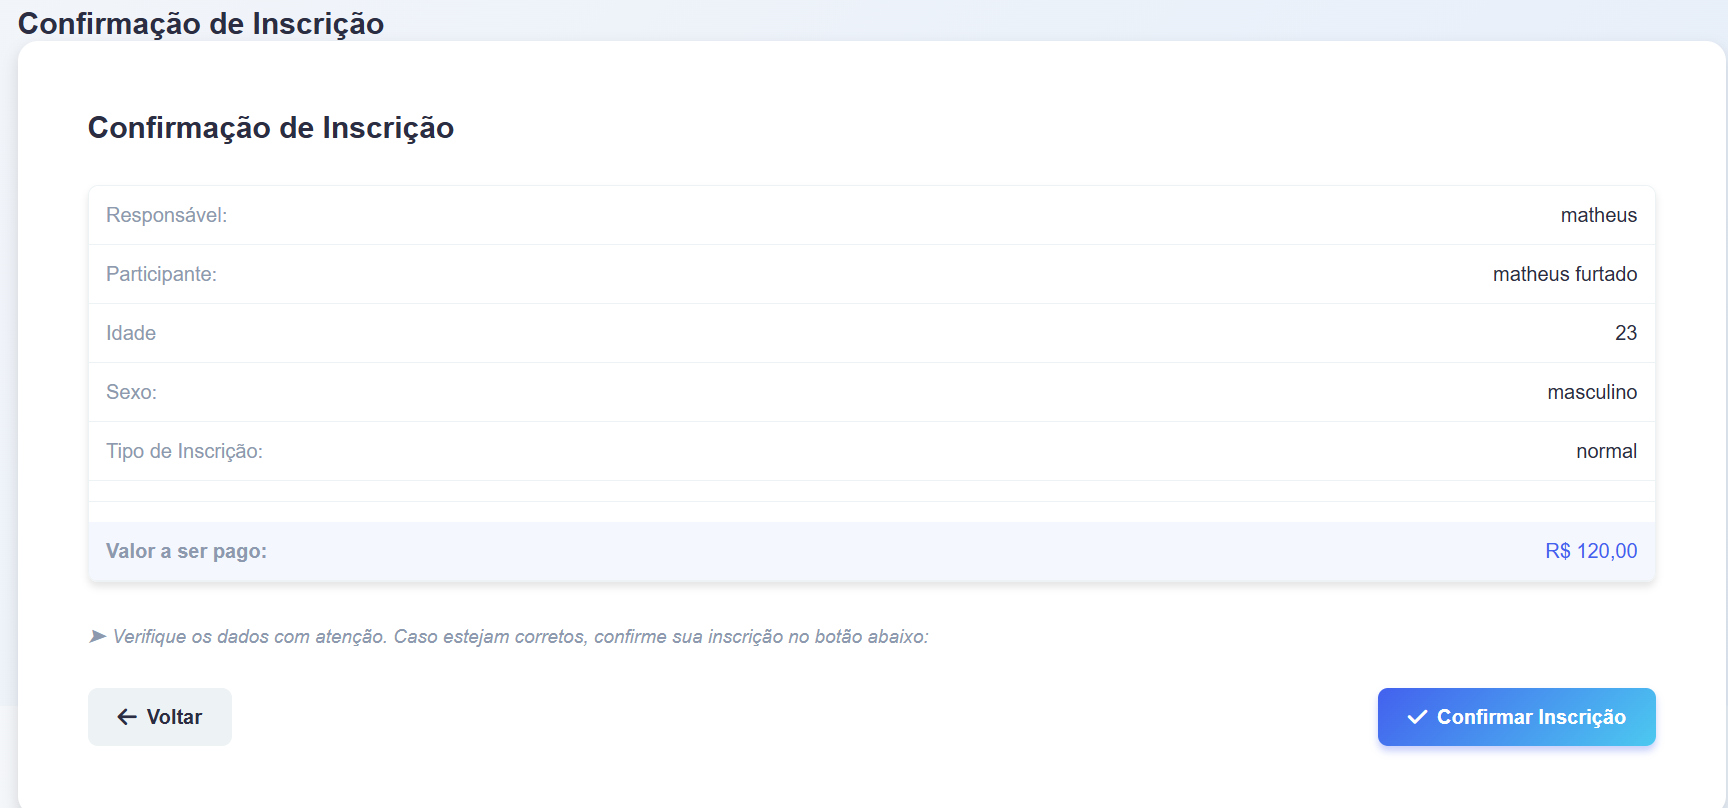 Confirmação de Inscrição
Confirmação de Inscrição
Responsável: matheus
Participante: matheus furtado
Idade 23
Sexo: masculino
Tipo de Inscrição: normal
Valor a ser pago: R$ 120,00
➤ Verifique os dados com atenção. Caso estejam corretos, confirme sua inscrição no botão abaixo:
Voltar Confirmar Inscrição